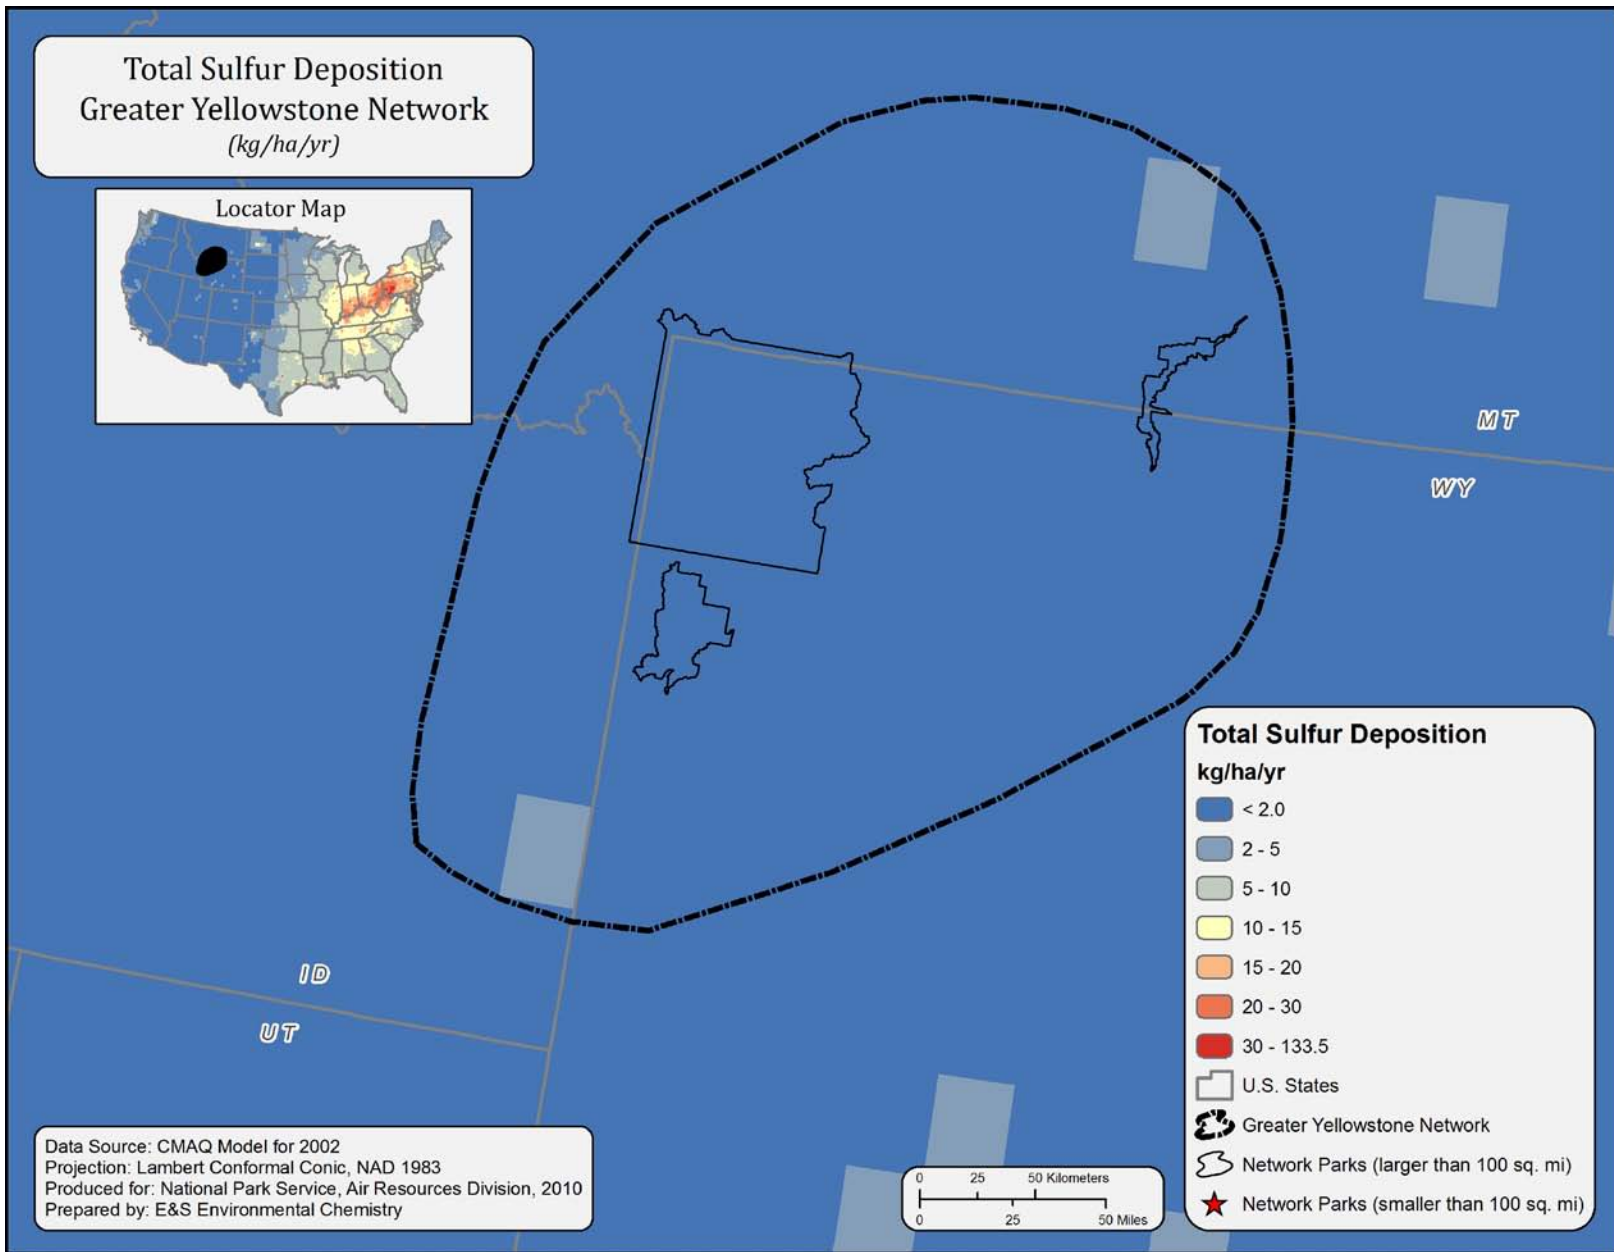 Total Sulfur Deposition
Greater Yellowstone Network
(kg/ha/yr)
Locator Map
MT
WY
ID
UT
Total Sulfur Deposition
kg/ha/yr
< 2.0
2 - 5
5 - 10
10 - 15
15 - 20
20 - 30
30 - 133.5
U.S. States
Greater Yellowstone Network
Network Parks (larger than 100 sq. mi)
Network Parks (smaller than 100 sq. mi)
Data Source: CMAQ Model for 2002
Projection: Lambert Conformal Conic, NAD 1983
Produced for: National Park Service, Air Resources Division, 2010
Prepared by: E&S Environmental Chemistry
0 25 50 Kilometers
0 25 50 Miles